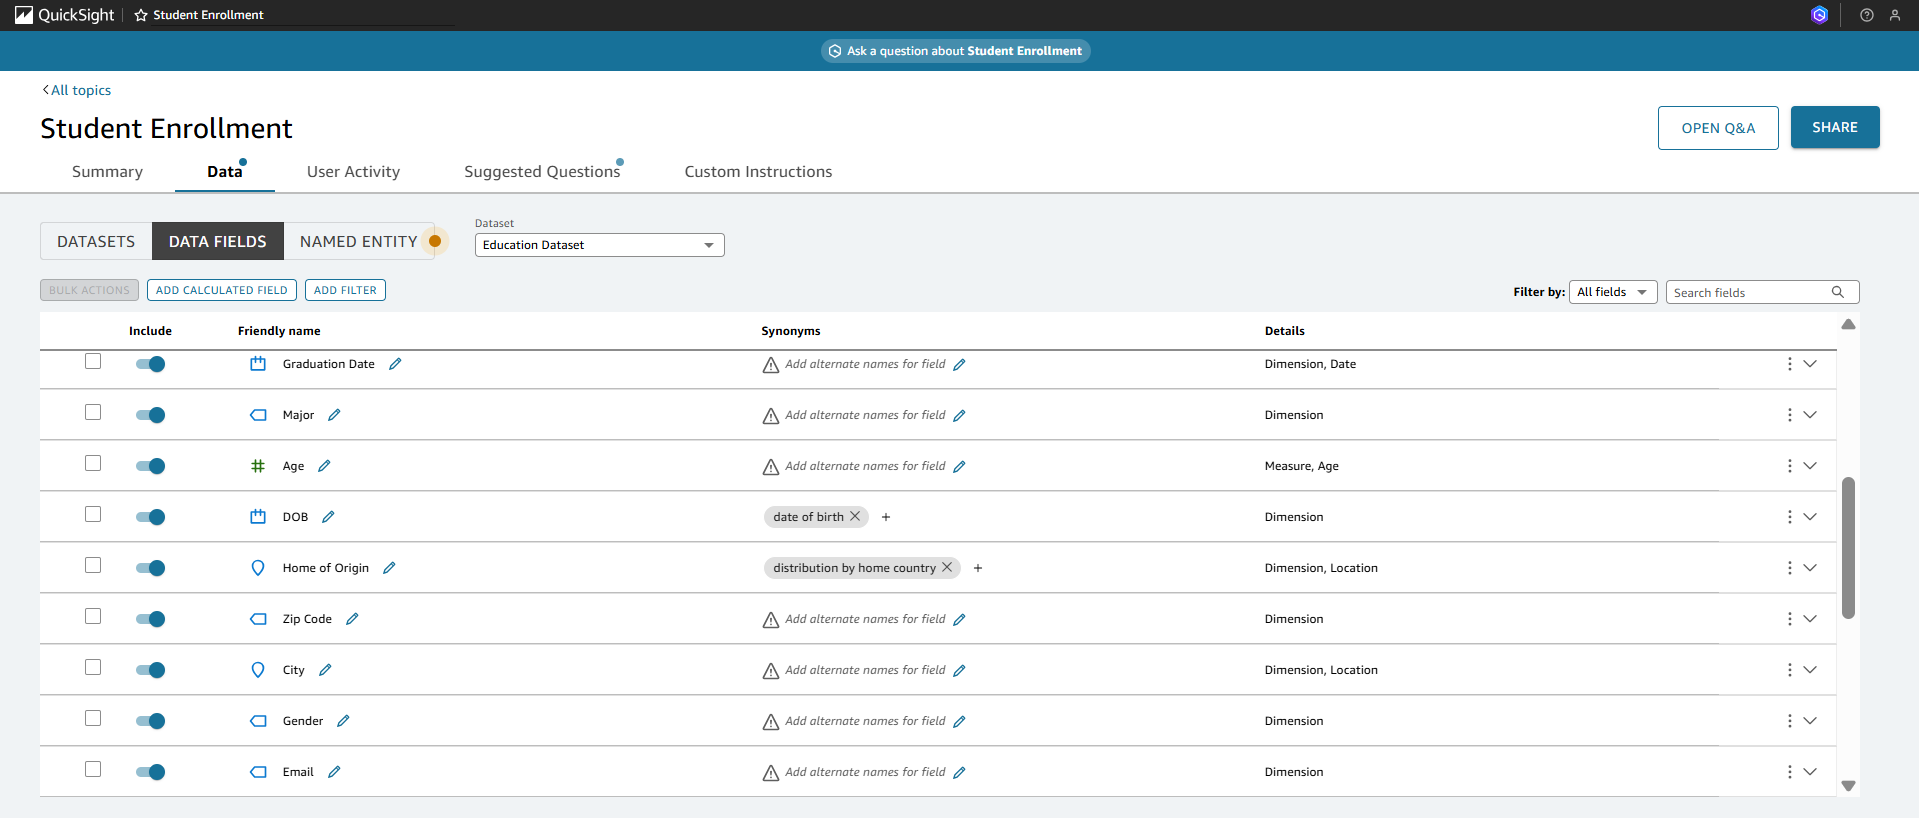 QuickSight
Student Enrollment
Ask a question about Student Enrollment
All topics
Student Enrollment
OPEN Q&A
SHARE
Summary
Data
User Activity
Suggested Questions
Custom Instructions
DATASETS
DATA FIELDS
NAMED ENTITY
Dataset
Education Dataset
BULK ACTIONS
ADD CALCULATED FIELD
ADD FILTER
Filter by:
All fields
Search fields
Include Friendly name Synonyms Details
Graduation Date Add alternate names for field Dimension, Date
Major Add alternate names for field Dimension
Age Add alternate names for field Measure, Age
DOB date of birth Dimension
Home of Origin distribution by home country Dimension, Location
Zip Code Add alternate names for field Dimension
City Add alternate names for field Dimension, Location
Gender Add alternate names for field Dimension
Email Add alternate names for field Dimension